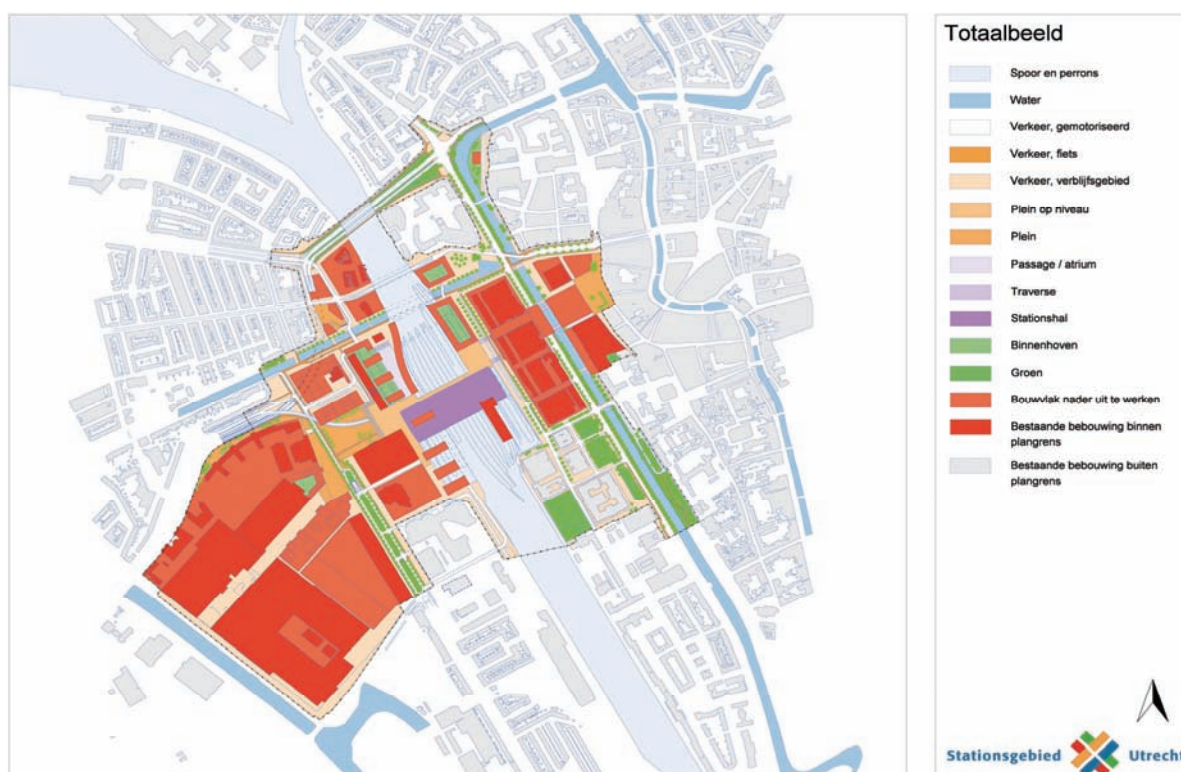 Totaalbeeld
Spoor en perrons
Water
Verkeer, gemotoriseerd
Verkeer, fiets
Verkeer, verblijfsgebied
Plein op niveau
Plein
Passage / atrium
Traverse
Stationshal
Binnenhoven
Groen
Bouwvlak nader uit te werken
Bestaande bebouwing binnen
plangrens
Bestaande bebouwing buiten
plangrens
Stationsgebied Utrecht